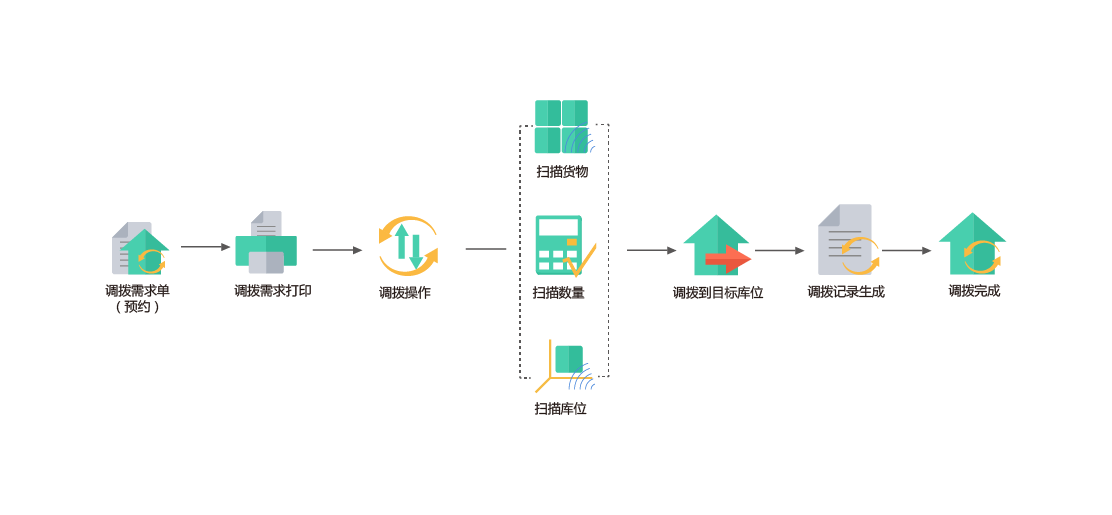 调拨需求单
（预约）
调拨需求打印
调拨操作
扫描货物
扫描数量
扫描库位
调拨到目标库位
调拨记录生成
调拨完成